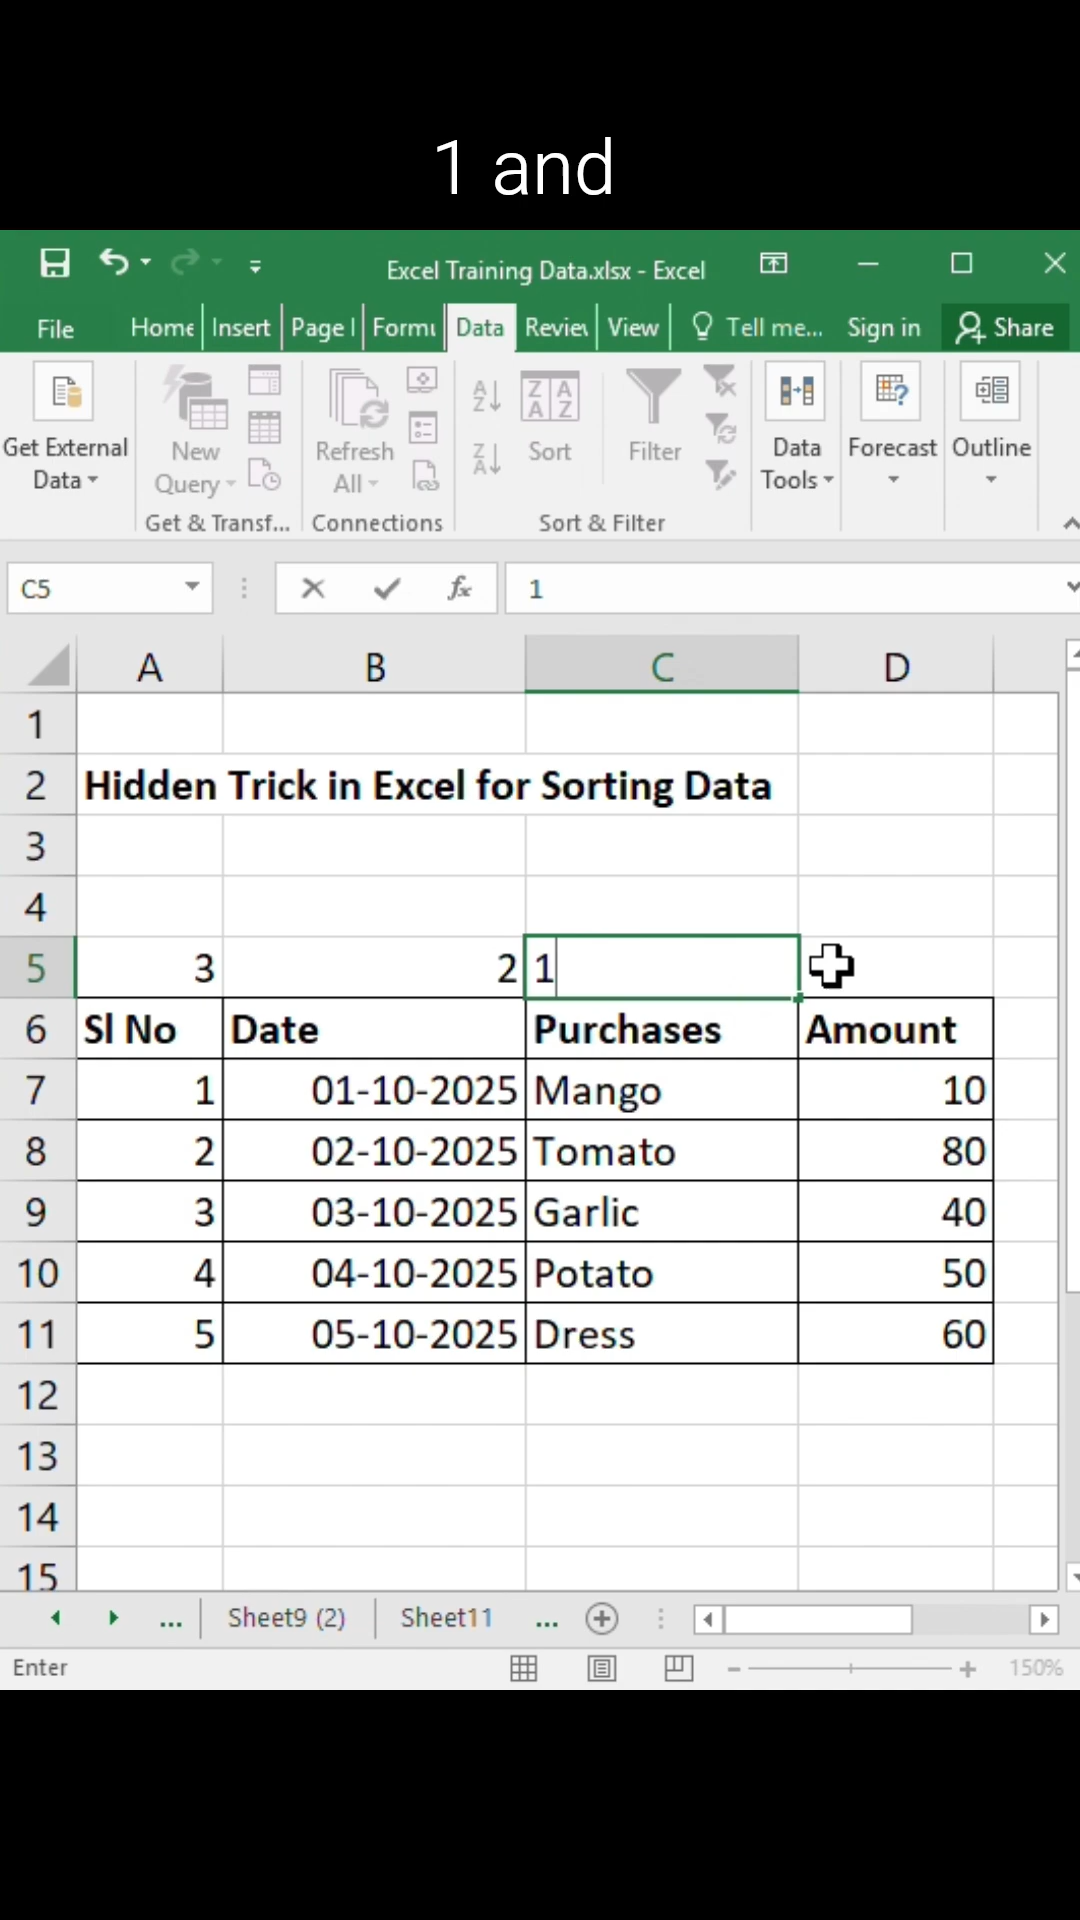 1 and
Excel Training Data.xlsx - Excel
File Home Insert Page Formu Data Review View Tell me... Sign in Share
Get External Data
New Query
Refresh All
Sort
Filter
Data Tools
Forecast
Outline
Get & Transf...
Connections
Sort & Filter
C5 fx 1
A B C D
1
2 Hidden Trick in Excel for Sorting Data
3
4
5 3 2 1
6 Sl No Date Purchases Amount
7 1 01-10-2025 Mango 10
8 2 02-10-2025 Tomato 80
9 3 03-10-2025 Garlic 40
10 4 04-10-2025 Potato 50
11 5 05-10-2025 Dress 60
12
13
14
15
... Sheet9 (2) Sheet11 ...
Enter 150%